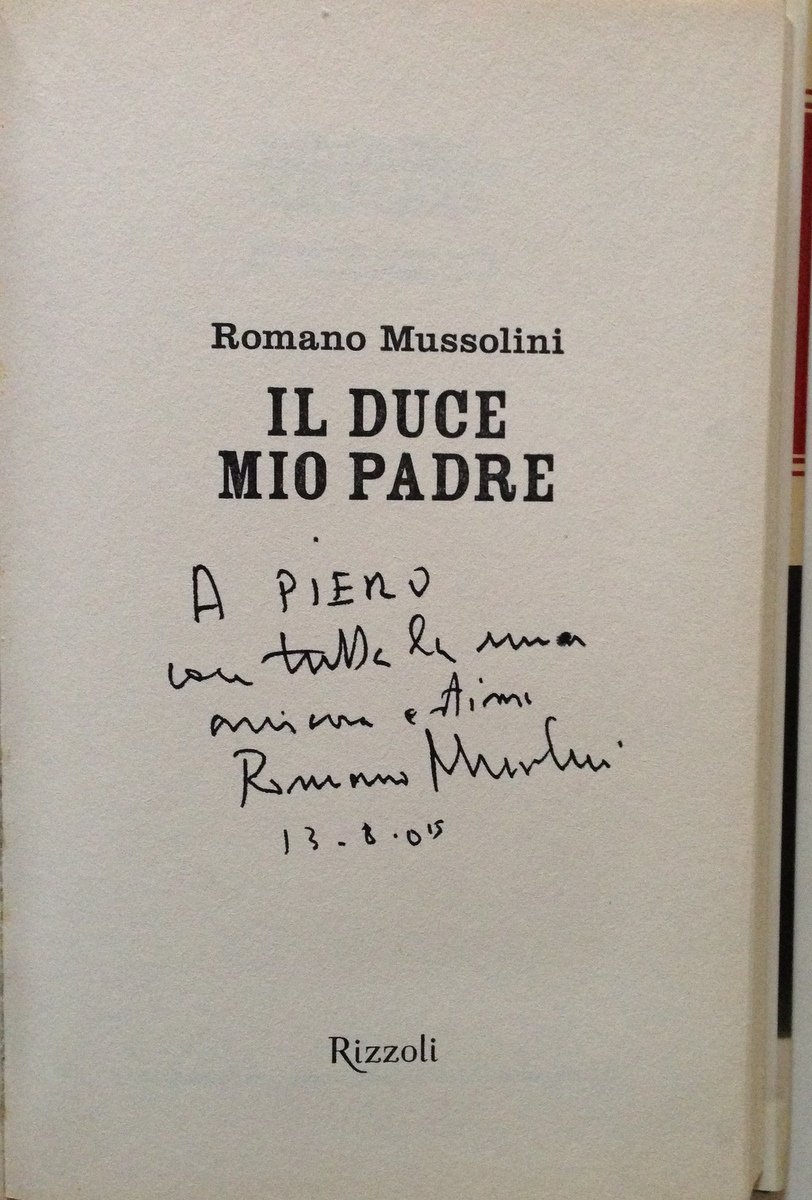 Romano Mussolini
IL DUCE
MIO PADRE
A PIERO
con tutta la mia
amicizia e stima
Romano Mussolini
13.8.05
Rizzoli